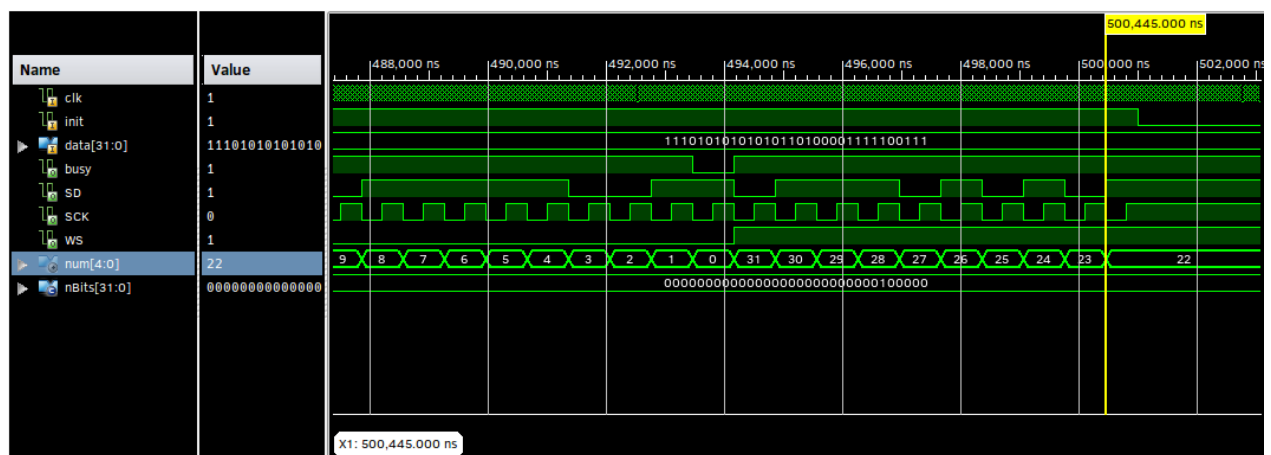 500,445.000 ns
Name Value
488,000 ns 490,000 ns 492,000 ns 494,000 ns 496,000 ns 498,000 ns 500,000 ns 502,000 ns
clk 1
init 1
data[31:0] 11101010101010 1110101010101010110100001111100111
busy 1
SD 1
SCK 0
WS 1
num[4:0] 22 9 8 7 6 5 4 3 2 1 0 31 30 29 28 27 26 25 24 23 22
nBits[31:0] 00000000000000 00000000000000000000000000100000
X1: 500,445.000 ns